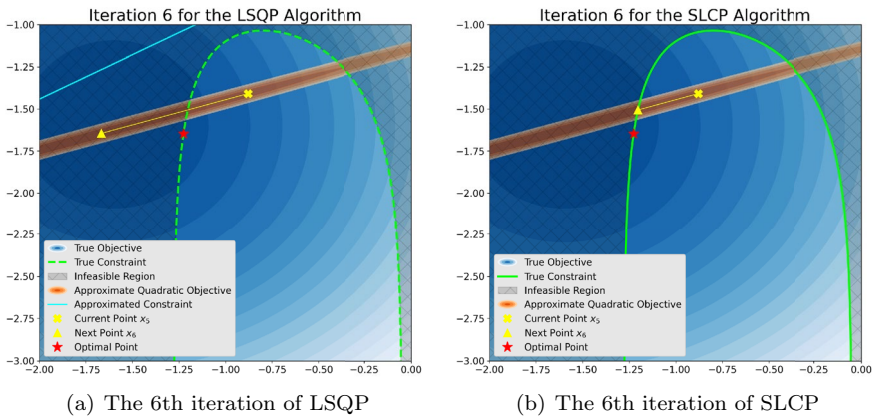 Iteration 6 for the LSQP Algorithm
−1.00
−1.25
−1.50
−1.75
−2.00
−2.25
−2.50
−2.75
−3.00
True Objective
True Constraint
Infeasible Region
Approximate Quadratic Objective
Approximated Constraint
Current Point x₅
Next Point x₆
Optimal Point
−2.00 −1.75 −1.50 −1.25 −1.00 −0.75 −0.50 −0.25 0.00
(a) The 6th iteration of LSQP
Iteration 6 for the SLCP Algorithm
−1.00
−1.25
−1.50
−1.75
−2.00
−2.25
−2.50
−2.75
−3.00
True Objective
True Constraint
Infeasible Region
Approximate Quadratic Objective
Current Point x₅
Next Point x₆
Optimal Point
−2.00 −1.75 −1.50 −1.25 −1.00 −0.75 −0.50 −0.25 0.00
(b) The 6th iteration of SLCP